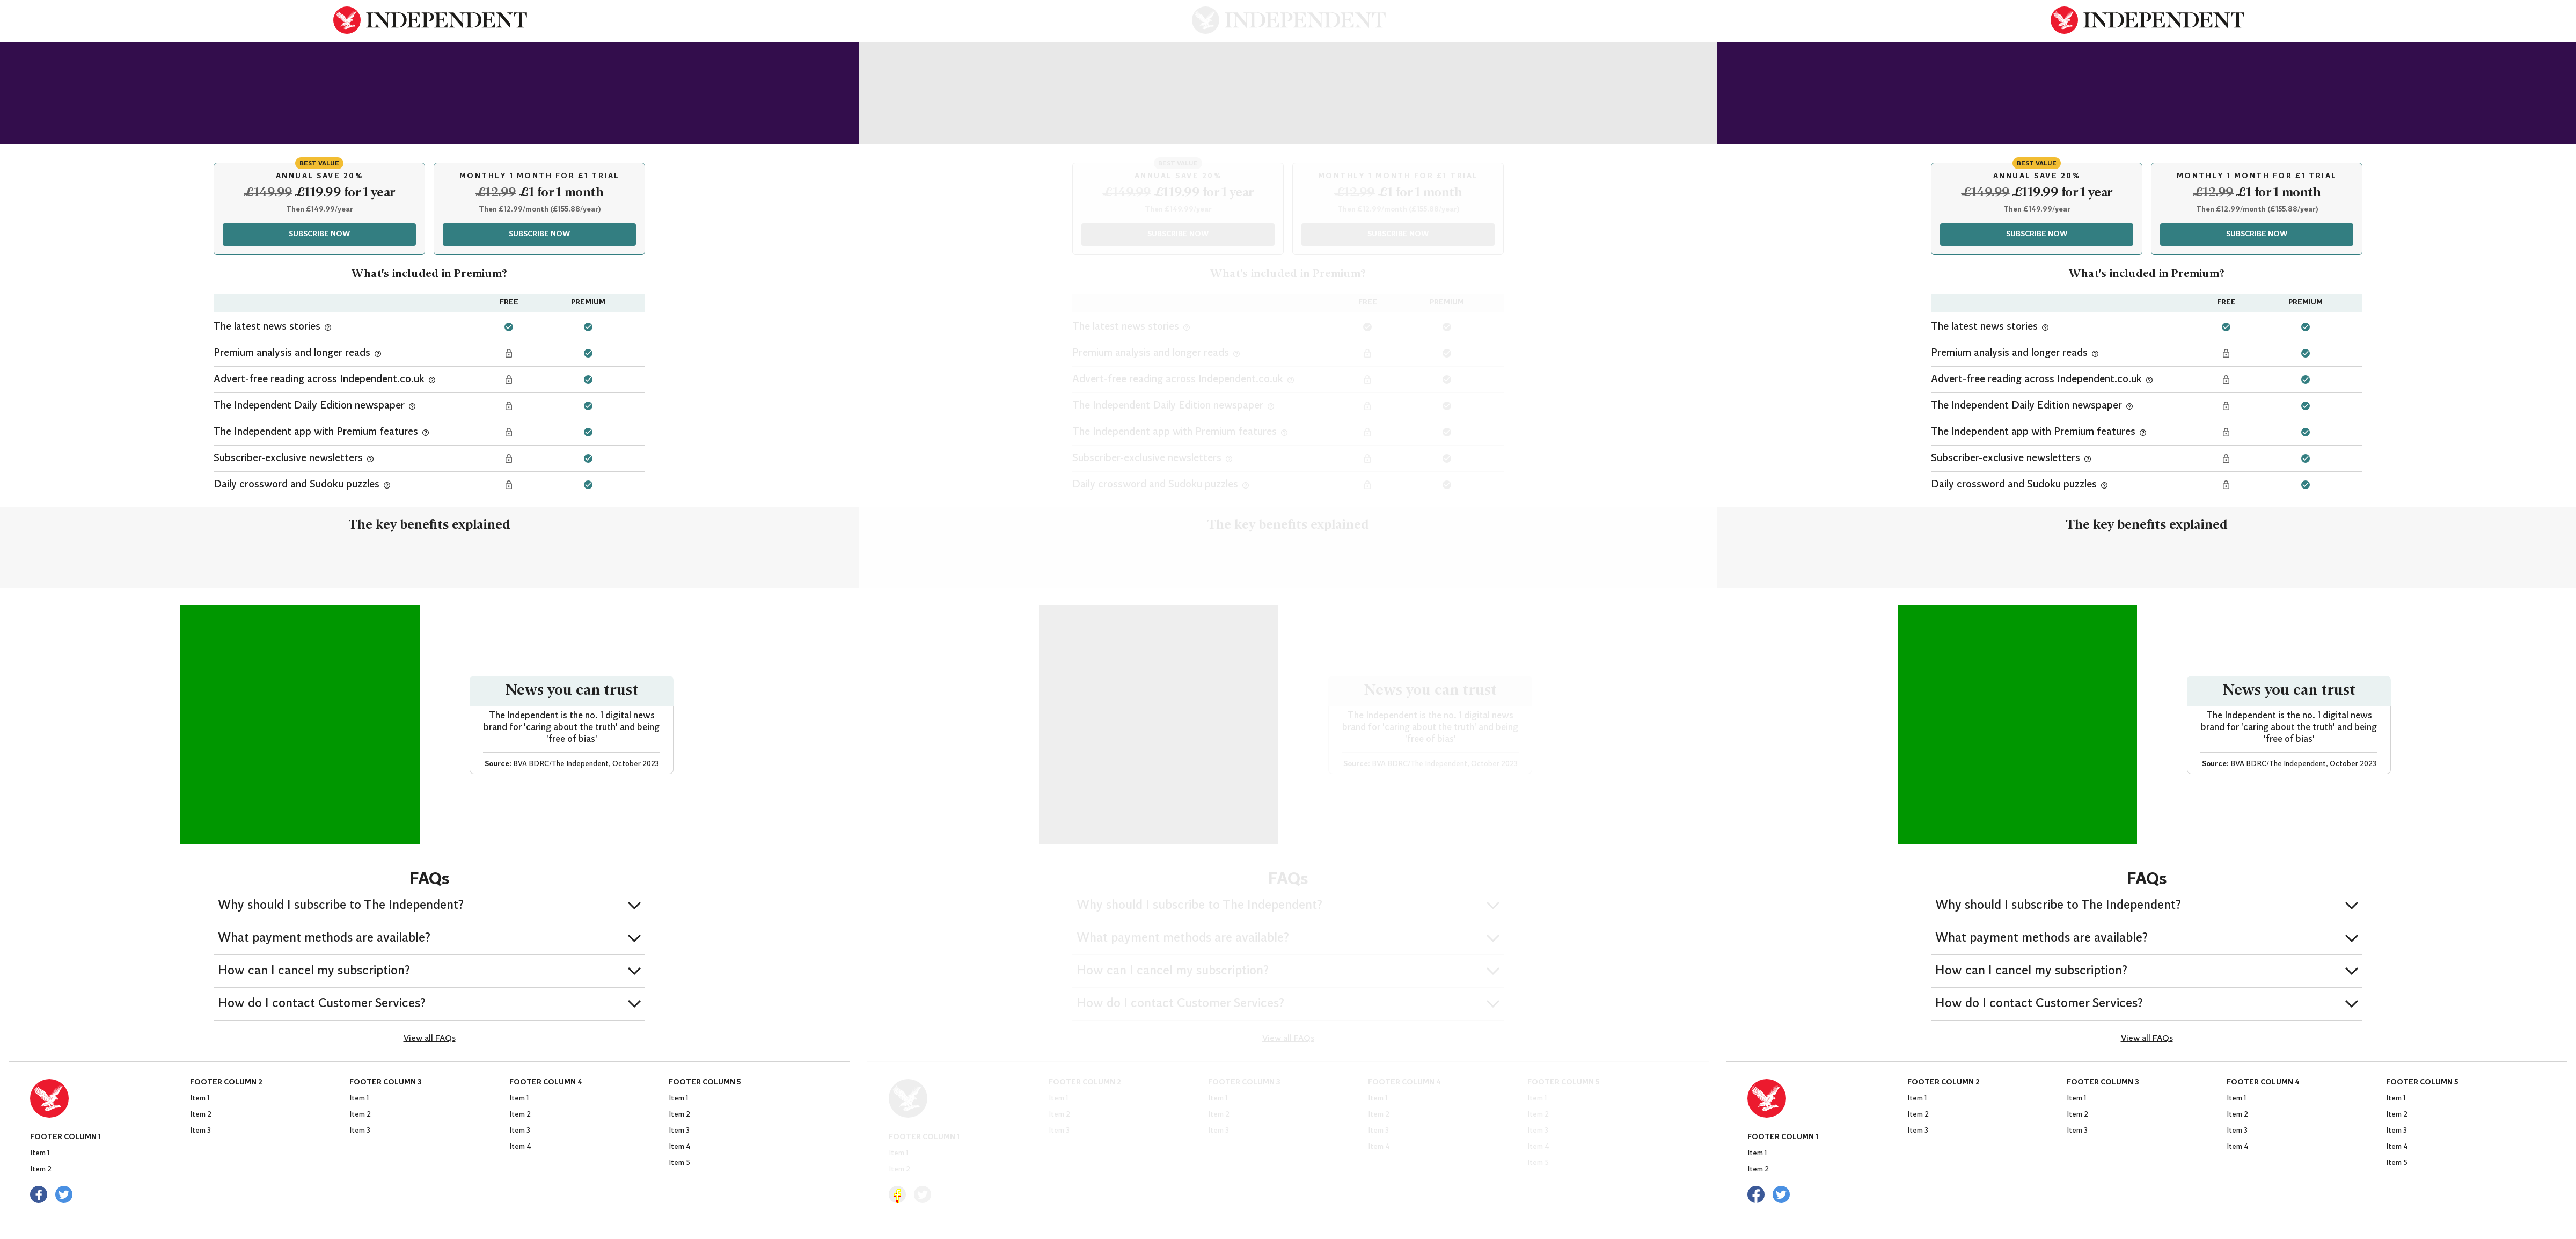 INDEPENDENT
BEST VALUE
ANNUAL SAVE 20%
£149.99 £119.99 for 1 year
Then £149.99/year
SUBSCRIBE NOW
MONTHLY 1 MONTH FOR £1 TRIAL
£12.99 £1 for 1 month
Then £12.99/month (£155.88/year)
SUBSCRIBE NOW
What's included in Premium?
FREE PREMIUM
The latest news stories
Premium analysis and longer reads
Advert-free reading across Independent.co.uk
The Independent Daily Edition newspaper
The Independent app with Premium features
Subscriber-exclusive newsletters
Daily crossword and Sudoku puzzles
The key benefits explained
News you can trust
The Independent is the no. 1 digital news
brand for 'caring about the truth' and being
'free of bias'
Source: BVA BDRC/The Independent, October 2023
FAQs
Why should I subscribe to The Independent?
What payment methods are available?
How can I cancel my subscription?
How do I contact Customer Services?
View all FAQs
FOOTER COLUMN 1
Item 1
Item 2
FOOTER COLUMN 2
Item 1
Item 2
Item 3
FOOTER COLUMN 3
Item 1
Item 2
Item 3
FOOTER COLUMN 4
Item 1
Item 2
Item 3
Item 4
FOOTER COLUMN 5
Item 1
Item 2
Item 3
Item 4
Item 5
INDEPENDENT
BEST VALUE
ANNUAL SAVE 20%
£149.99 £119.99 for 1 year
Then £149.99/year
SUBSCRIBE NOW
MONTHLY 1 MONTH FOR £1 TRIAL
£12.99 £1 for 1 month
Then £12.99/month (£155.88/year)
SUBSCRIBE NOW
What's included in Premium?
FREE PREMIUM
The latest news stories
Premium analysis and longer reads
Advert-free reading across Independent.co.uk
The Independent Daily Edition newspaper
The Independent app with Premium features
Subscriber-exclusive newsletters
Daily crossword and Sudoku puzzles
The key benefits explained
News you can trust
The Independent is the no. 1 digital news
brand for 'caring about the truth' and being
'free of bias'
Source: BVA BDRC/The Independent, October 2023
FAQs
Why should I subscribe to The Independent?
What payment methods are available?
How can I cancel my subscription?
How do I contact Customer Services?
View all FAQs
FOOTER COLUMN 1
Item 1
Item 2
FOOTER COLUMN 2
Item 1
Item 2
Item 3
FOOTER COLUMN 3
Item 1
Item 2
Item 3
FOOTER COLUMN 4
Item 1
Item 2
Item 3
Item 4
FOOTER COLUMN 5
Item 1
Item 2
Item 3
Item 4
Item 5
INDEPENDENT
BEST VALUE
ANNUAL SAVE 20%
£149.99 £119.99 for 1 year
Then £149.99/year
SUBSCRIBE NOW
MONTHLY 1 MONTH FOR £1 TRIAL
£12.99 £1 for 1 month
Then £12.99/month (£155.88/year)
SUBSCRIBE NOW
What's included in Premium?
FREE PREMIUM
The latest news stories
Premium analysis and longer reads
Advert-free reading across Independent.co.uk
The Independent Daily Edition newspaper
The Independent app with Premium features
Subscriber-exclusive newsletters
Daily crossword and Sudoku puzzles
The key benefits explained
News you can trust
The Independent is the no. 1 digital news
brand for 'caring about the truth' and being
'free of bias'
Source: BVA BDRC/The Independent, October 2023
FAQs
Why should I subscribe to The Independent?
What payment methods are available?
How can I cancel my subscription?
How do I contact Customer Services?
View all FAQs
FOOTER COLUMN 1
Item 1
Item 2
FOOTER COLUMN 2
Item 1
Item 2
Item 3
FOOTER COLUMN 3
Item 1
Item 2
Item 3
FOOTER COLUMN 4
Item 1
Item 2
Item 3
Item 4
FOOTER COLUMN 5
Item 1
Item 2
Item 3
Item 4
Item 5